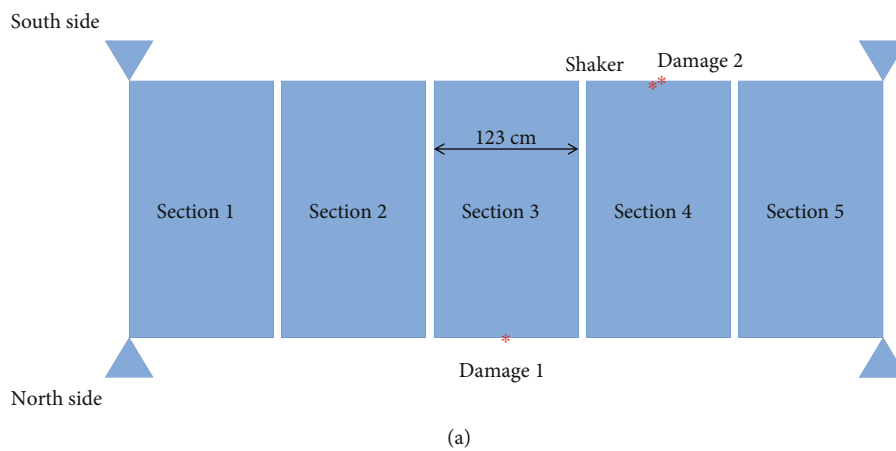 South side
Shaker
Damage 2
123 cm
Section 1
Section 2
Section 3
Section 4
Section 5
Damage 1
North side
(a)